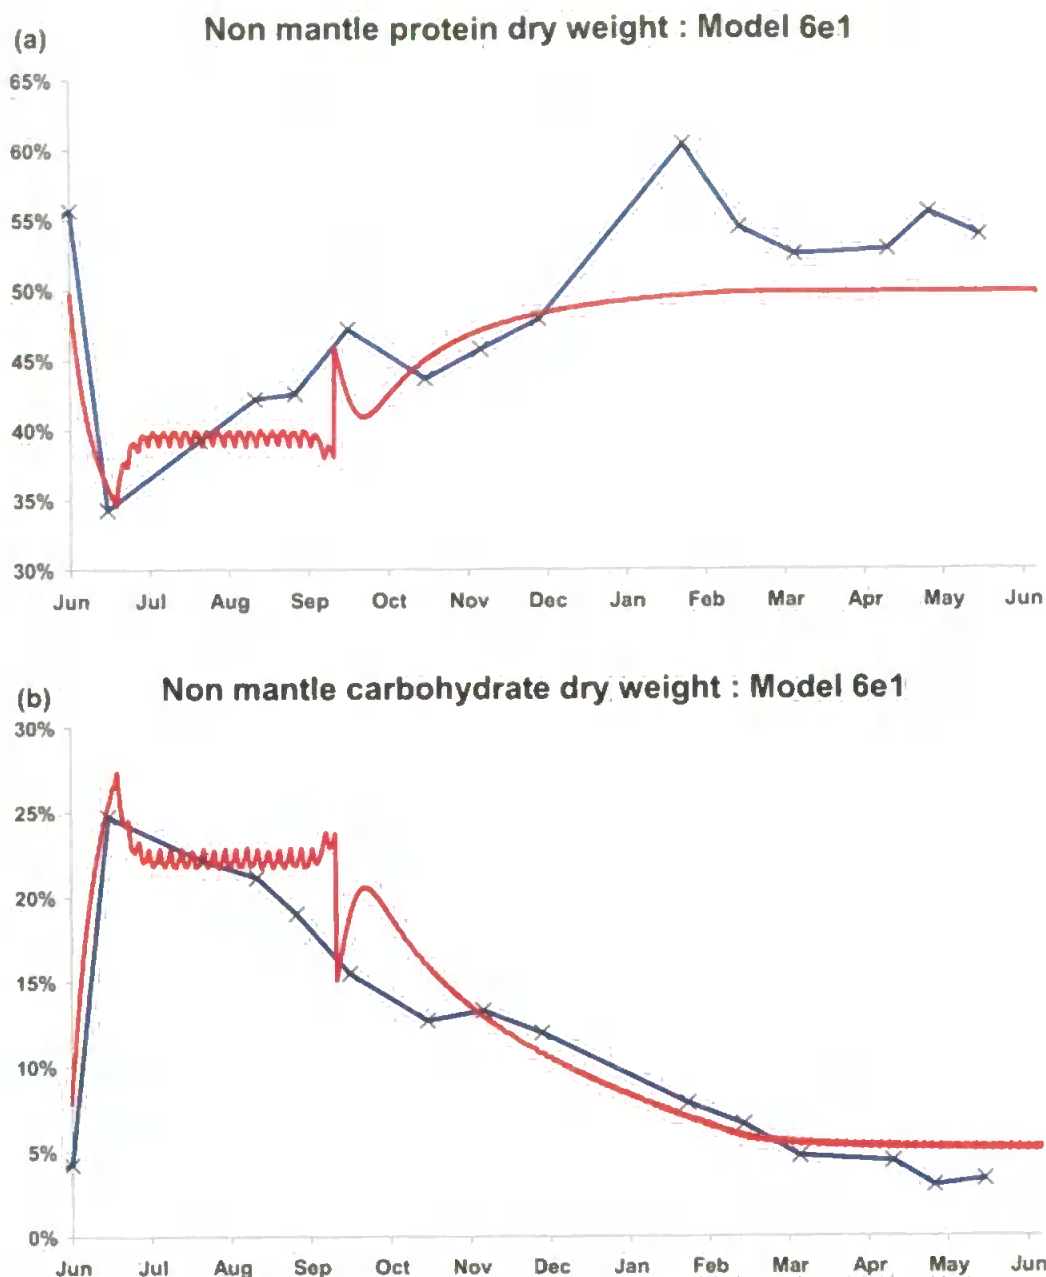 (a)
Non mantle protein dry weight : Model 6e1
65%
60%
55%
50%
45%
40%
35%
30%
Jun Jul Aug Sep Oct Nov Dec Jan Feb Mar Apr May Jun
(b)
Non mantle carbohydrate dry weight : Model 6e1
30%
25%
20%
15%
10%
5%
0%
Jun Jul Aug Sep Oct Nov Dec Jan Feb Mar Apr May Jun